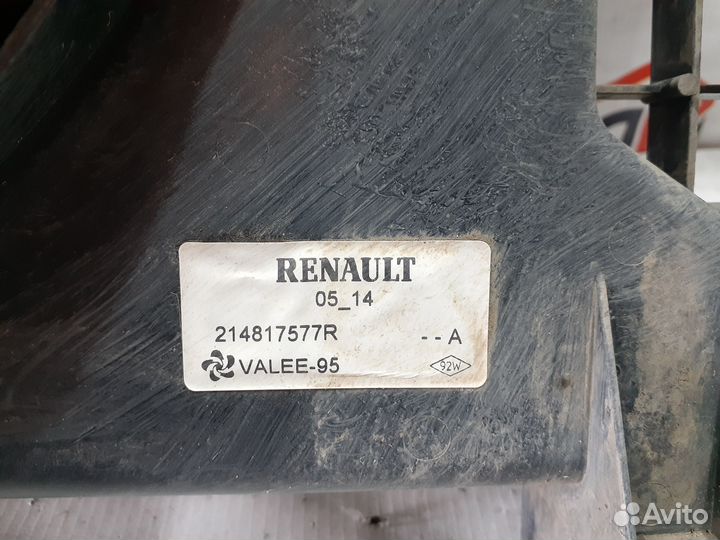 RENAULT
05_14
214817577R --A
VALEE-95 92W
Avito